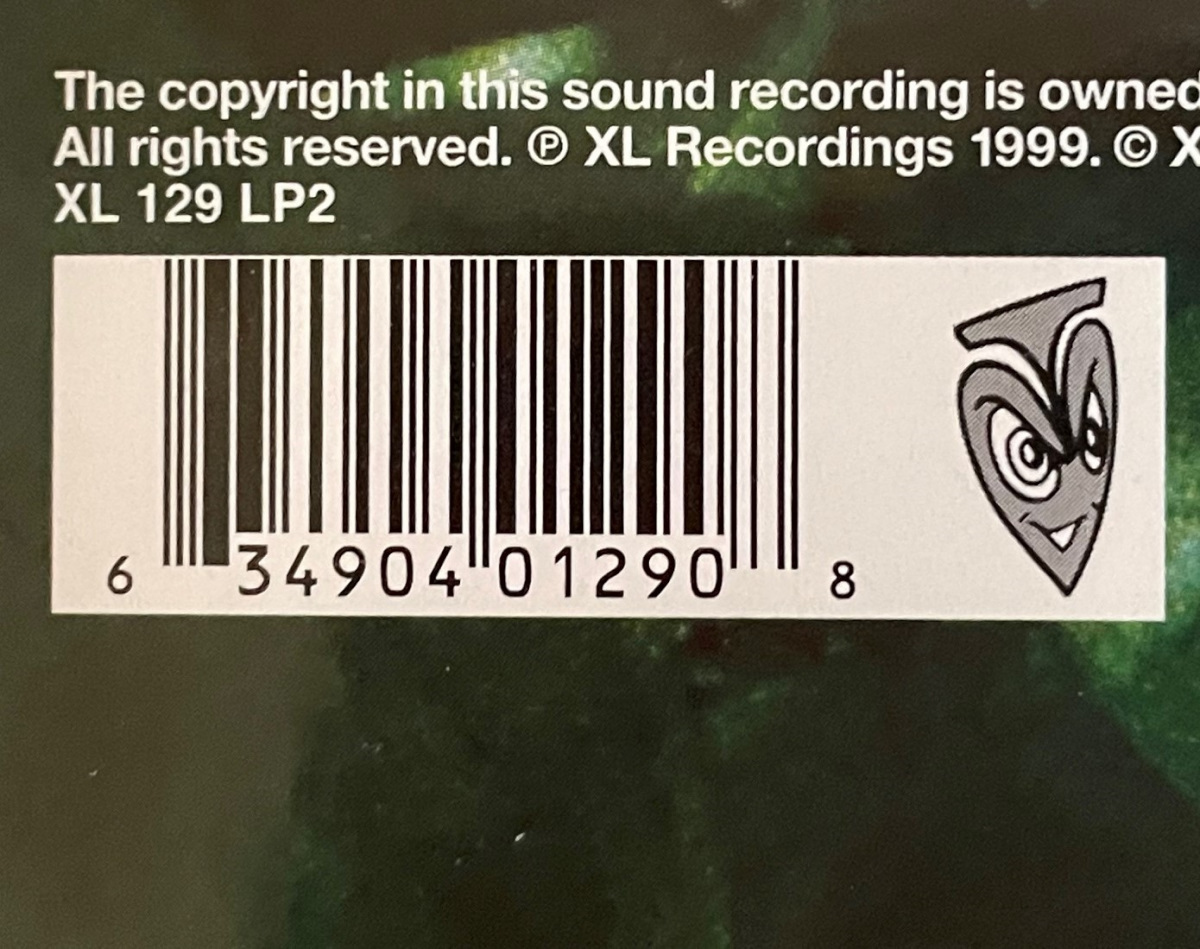 The copyright in this sound recording is owned
All rights reserved. ℗ XL Recordings 1999. © X
XL 129 LP2
6 34904 01290 8